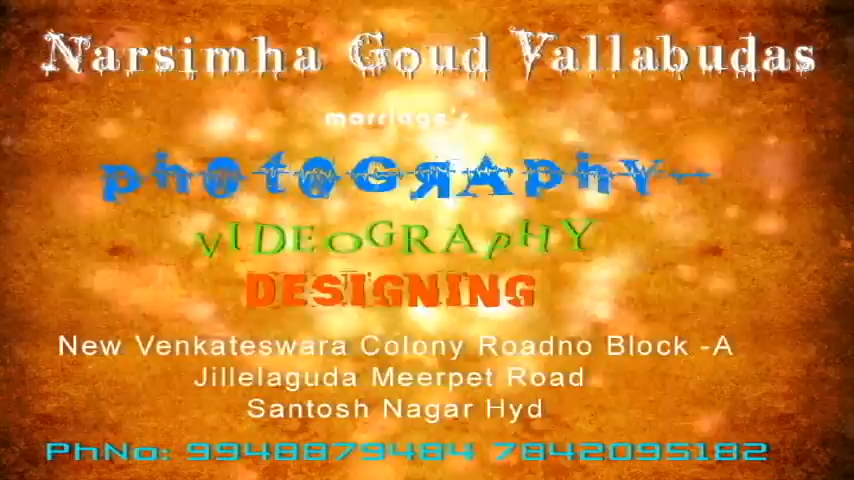 Narsimha Goud Vallabudas
marriage's
photoGRAphy
VIDEOGRAPHY
DESIGNING
New Venkateswara Colony Roadno Block -A
Jillelaguda Meerpet Road
Santosh Nagar Hyd
PhNo: 9948879484 7842095182